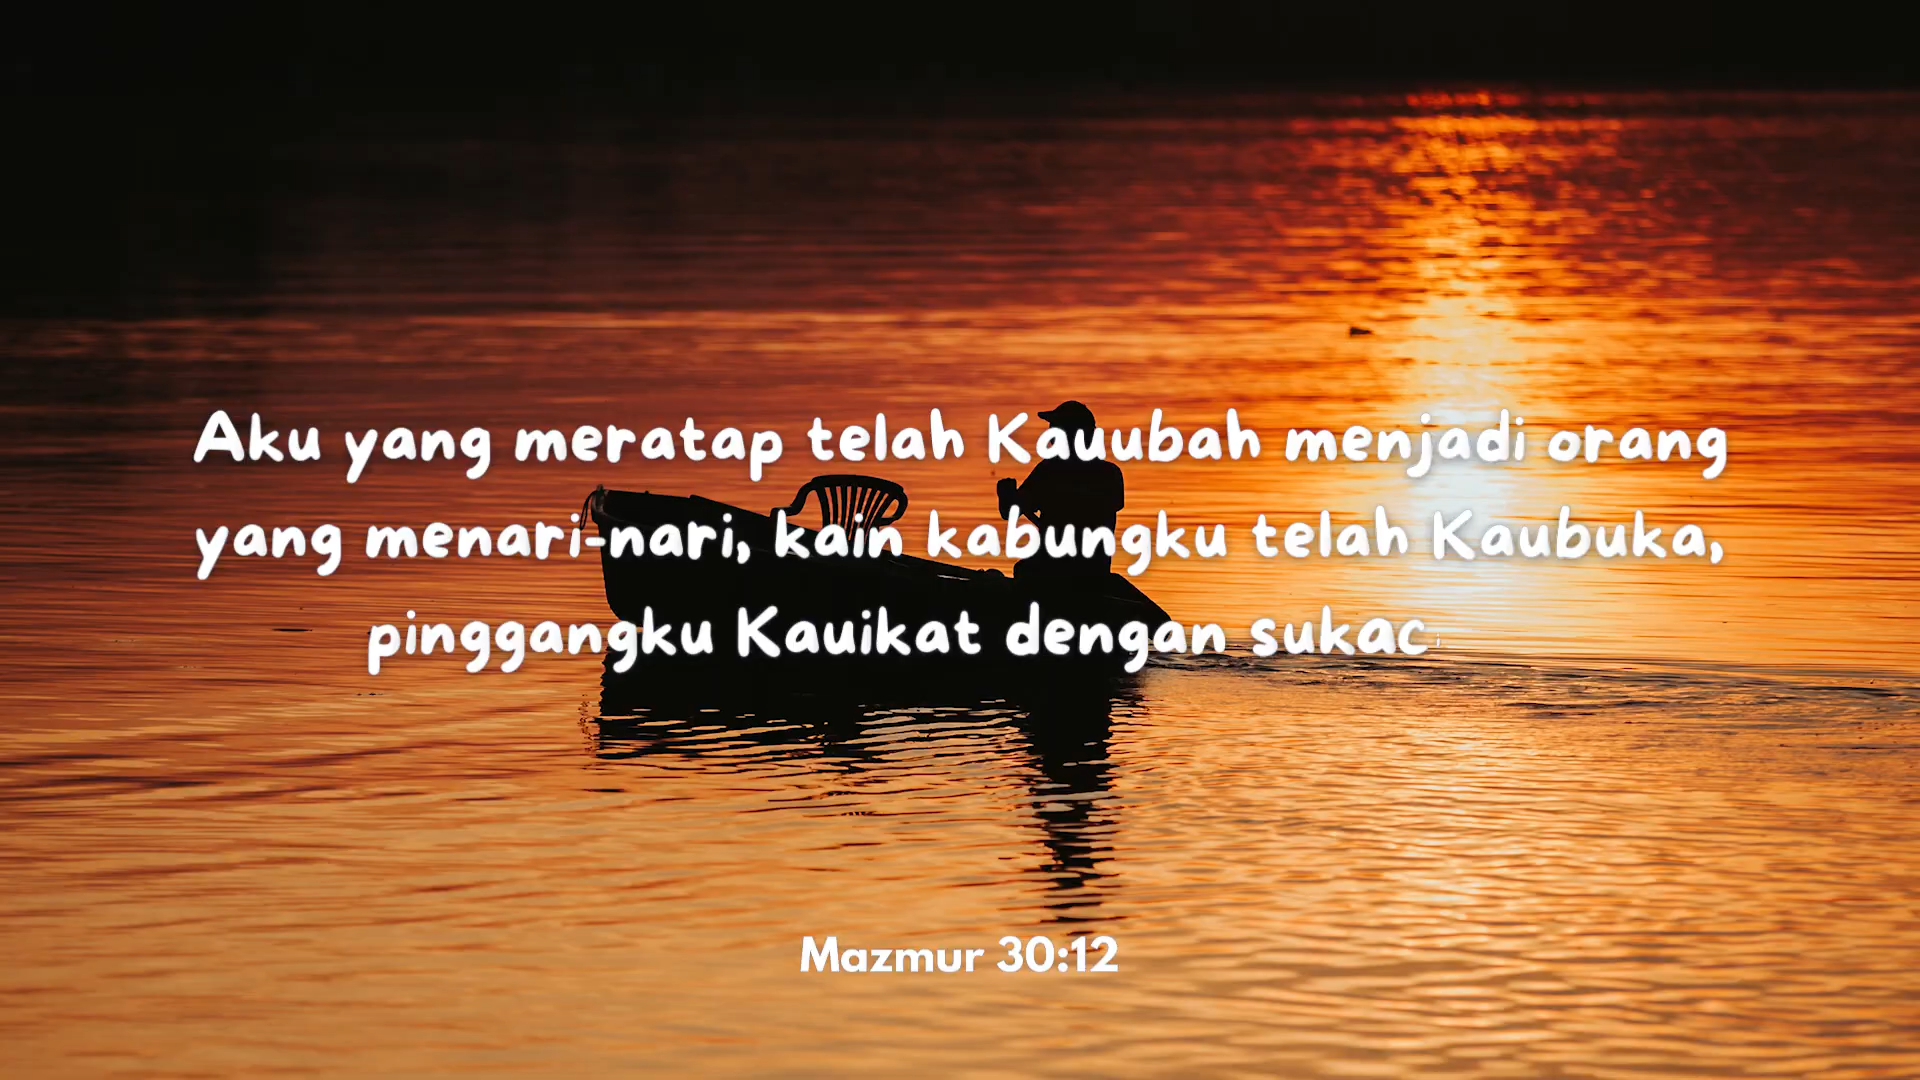 Aku yang meratap telah Kauubah menjadi orang
yang menari-nari, kain kabungku telah Kaubuka,
pinggangku Kauikat dengan sukac
Mazmur 30:12